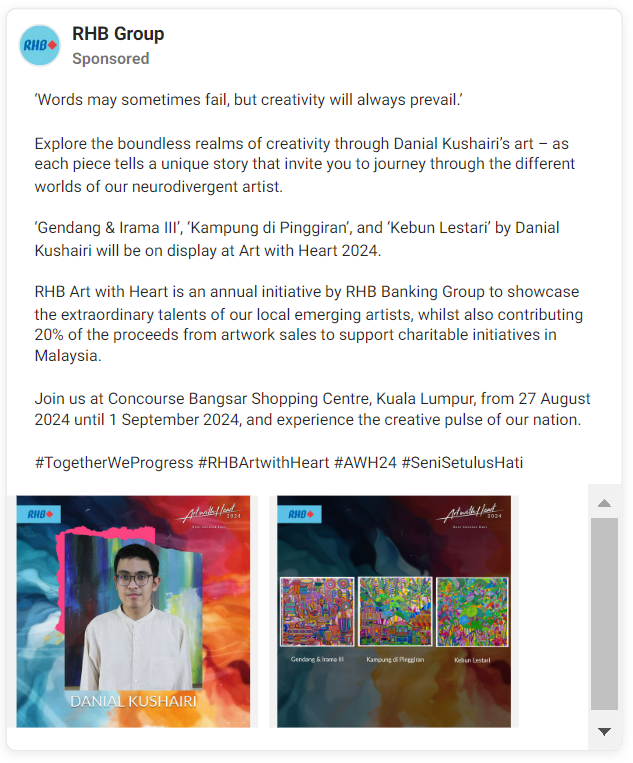 RHB Group
RHB
Sponsored
‘Words may sometimes fail, but creativity will always prevail.’
Explore the boundless realms of creativity through Danial Kushairi’s art – as
each piece tells a unique story that invite you to journey through the different
worlds of our neurodivergent artist.
‘Gendang & Irama III’, ‘Kampung di Pinggiran’, and ‘Kebun Lestari’ by Danial
Kushairi will be on display at Art with Heart 2024.
RHB Art with Heart is an annual initiative by RHB Banking Group to showcase
the extraordinary talents of our local emerging artists, whilst also contributing
20% of the proceeds from artwork sales to support charitable initiatives in
Malaysia.
Join us at Concourse Bangsar Shopping Centre, Kuala Lumpur, from 27 August
2024 until 1 September 2024, and experience the creative pulse of our nation.
#TogetherWeProgress #RHBArtwithHeart #AWH24 #SeniSetulusHati
RHB
Art with Heart
2024
Seni Setulus Hati
DANIAL KUSHAIRI
RHB
Art with Heart
2024
Seni Setulus Hati
Gendang & Irama III
Kampung di Pinggiran
Kebun Lestari